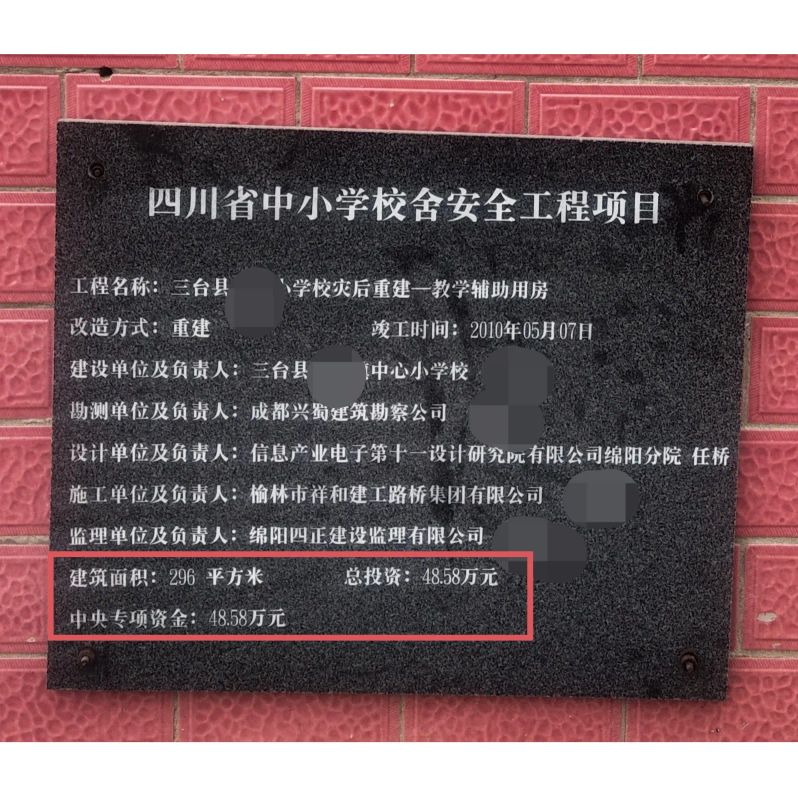 四川省中小学校舍安全工程项目
工程名称：三台县 小学校灾后重建—教学辅助用房
改造方式：重建 竣工时间：2010年05月07日
建设单位及负责人：三台县 中心小学校
勘测单位及负责人：成都兴蜀建筑勘察公司
设计单位及负责人：信息产业电子第十一设计研究院有限公司绵阳分院 任桥
施工单位及负责人：榆林市祥和建工路桥集团有限公司
监理单位及负责人：绵阳四正建设监理有限公司
建筑面积：296 平方米 总投资：48.58万元
中央专项资金：48.58万元